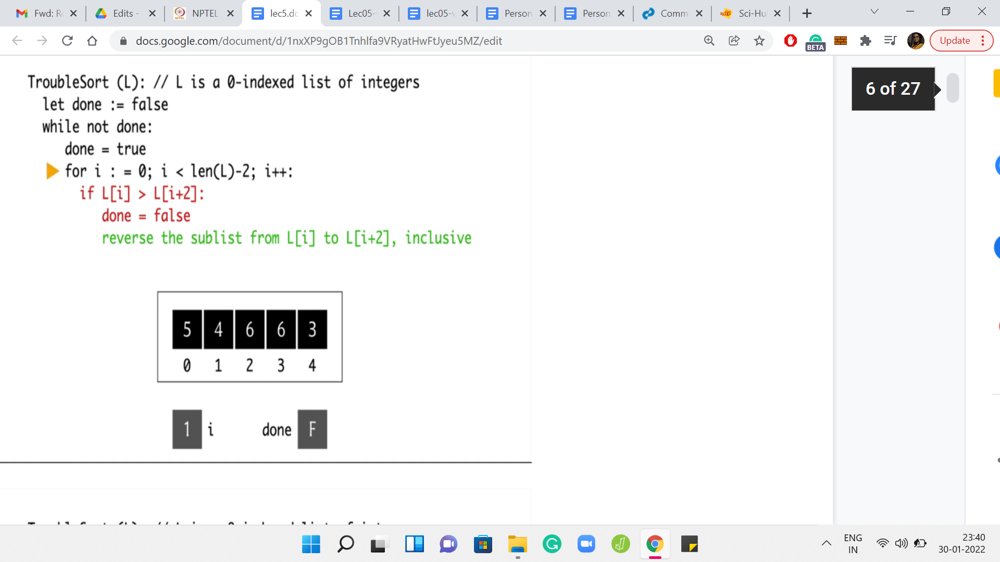 Fwd: R
Edits -
NPTEL
lec5.do
Lec05-
lec05-v
Person
Person
Comm
Sci-Hu
docs.google.com/document/d/1nxXP9gOB1Tnhlfa9VRyatHwFtJyeu5MZ/edit
BETA
Update
TroubleSort (L): // L is a 0-indexed list of integers
let done := false
while not done:
done = true
for i : = 0; i < len(L)-2; i++:
if L[i] > L[i+2]:
done = false
reverse the sublist from L[i] to L[i+2], inclusive
6 of 27
5 4 6 6 3
0 1 2 3 4
1 i done F
ENG
IN
23:40
30-01-2022